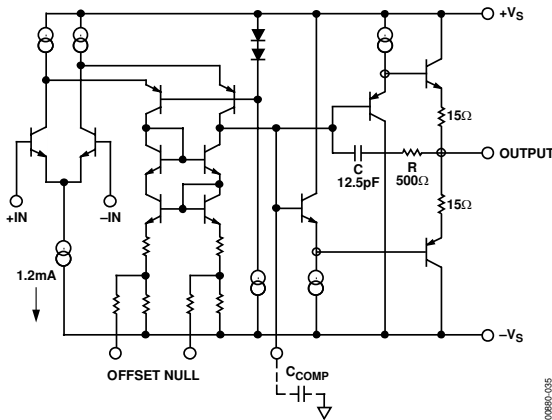 +VS
15Ω
OUTPUT
C
12.5pF
R
500Ω
15Ω
+IN
–IN
1.2mA
–VS
OFFSET NULL
CCOMP
00880-035